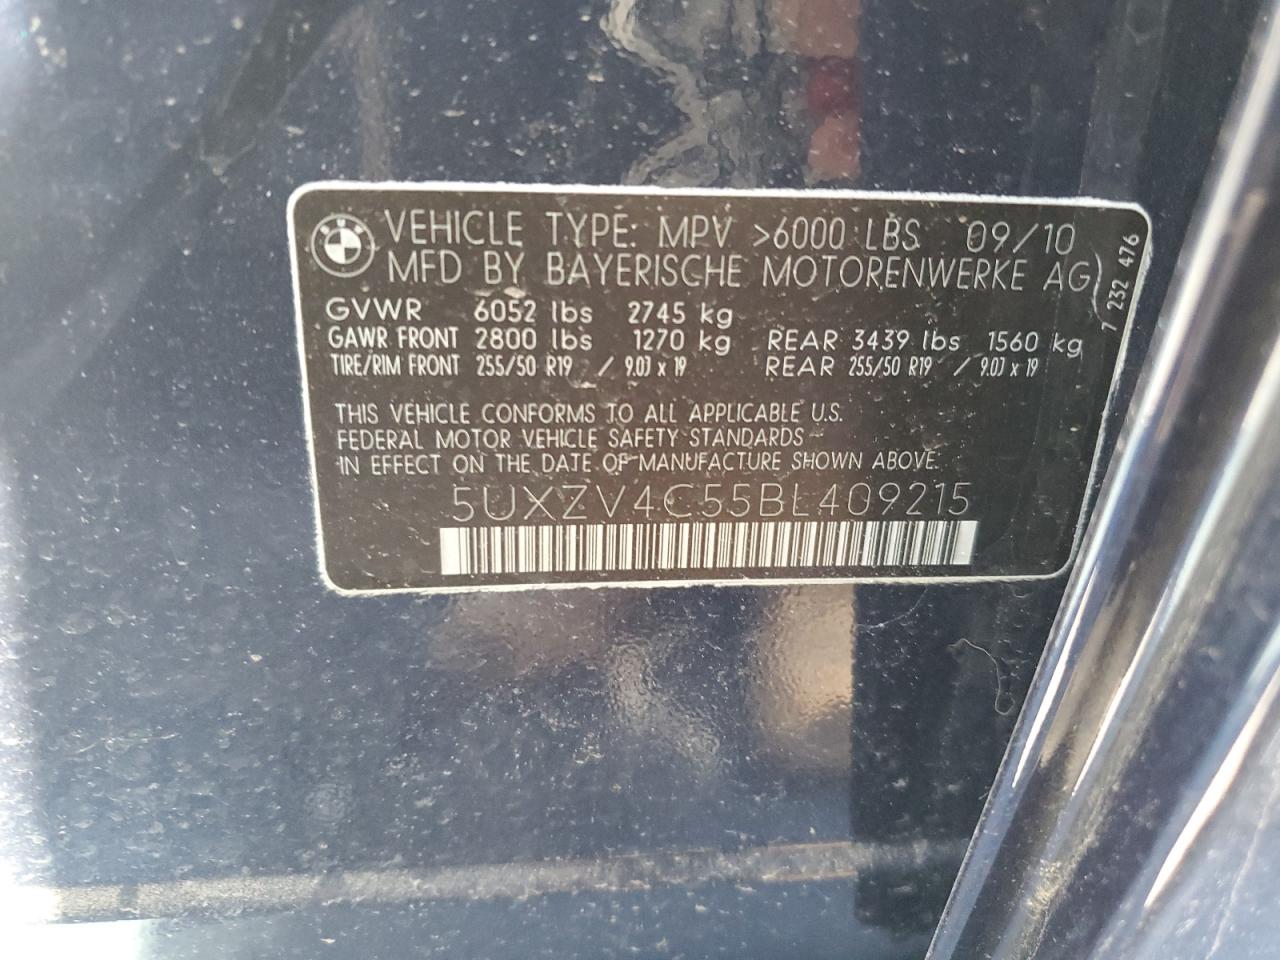 VEHICLE TYPE: MPV >6000 LBS 09/10
MFD BY BAYERISCHE MOTORENWERKE AG
7 232 476
GVWR 6052 lbs 2745 kg
GAWR FRONT 2800 lbs 1270 kg REAR 3439 lbs 1560 kg
TIRE/RIM FRONT 255/50 R19 / 9.0J x 19 REAR 255/50 R19 / 9.0J x 19
THIS VEHICLE CONFORMS TO ALL APPLICABLE U.S.
FEDERAL MOTOR VEHICLE SAFETY STANDARDS
IN EFFECT ON THE DATE OF MANUFACTURE SHOWN ABOVE.
5UXZV4C55BL409215